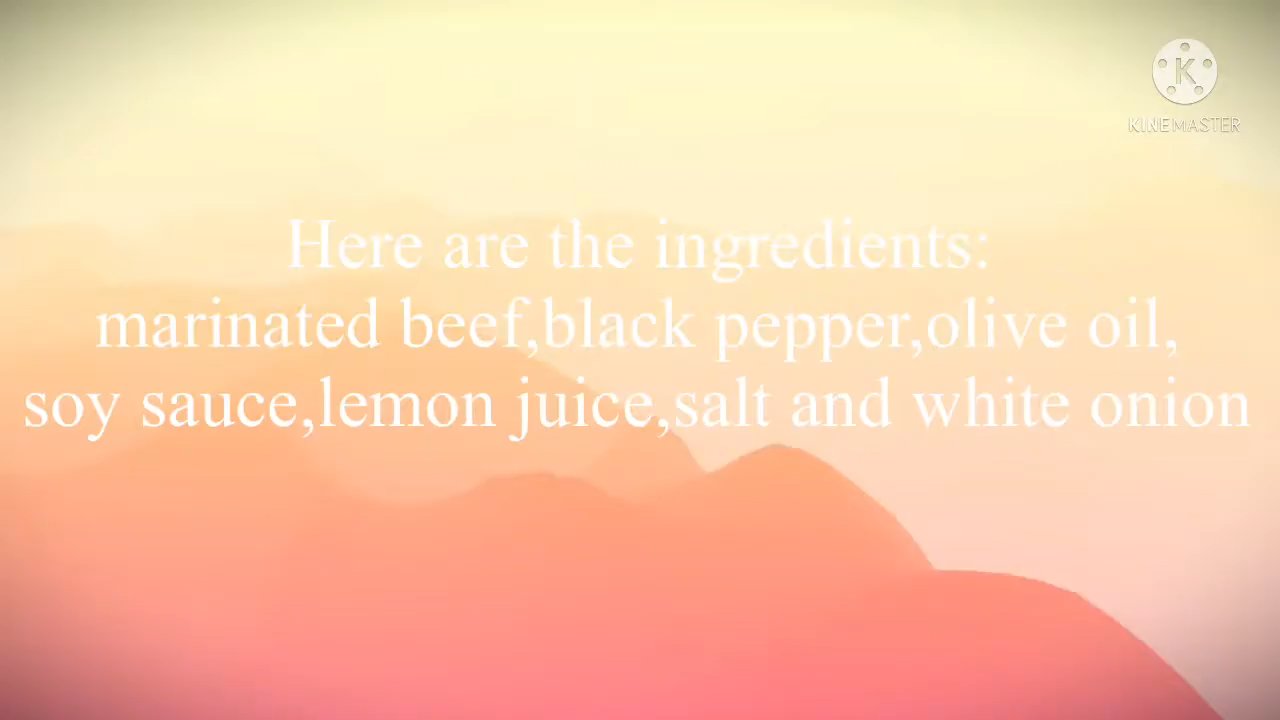 K
KINEMASTER
Here are the ingredients:
marinated beef,black pepper,olive oil,
soy sauce,lemon juice,salt and white onion